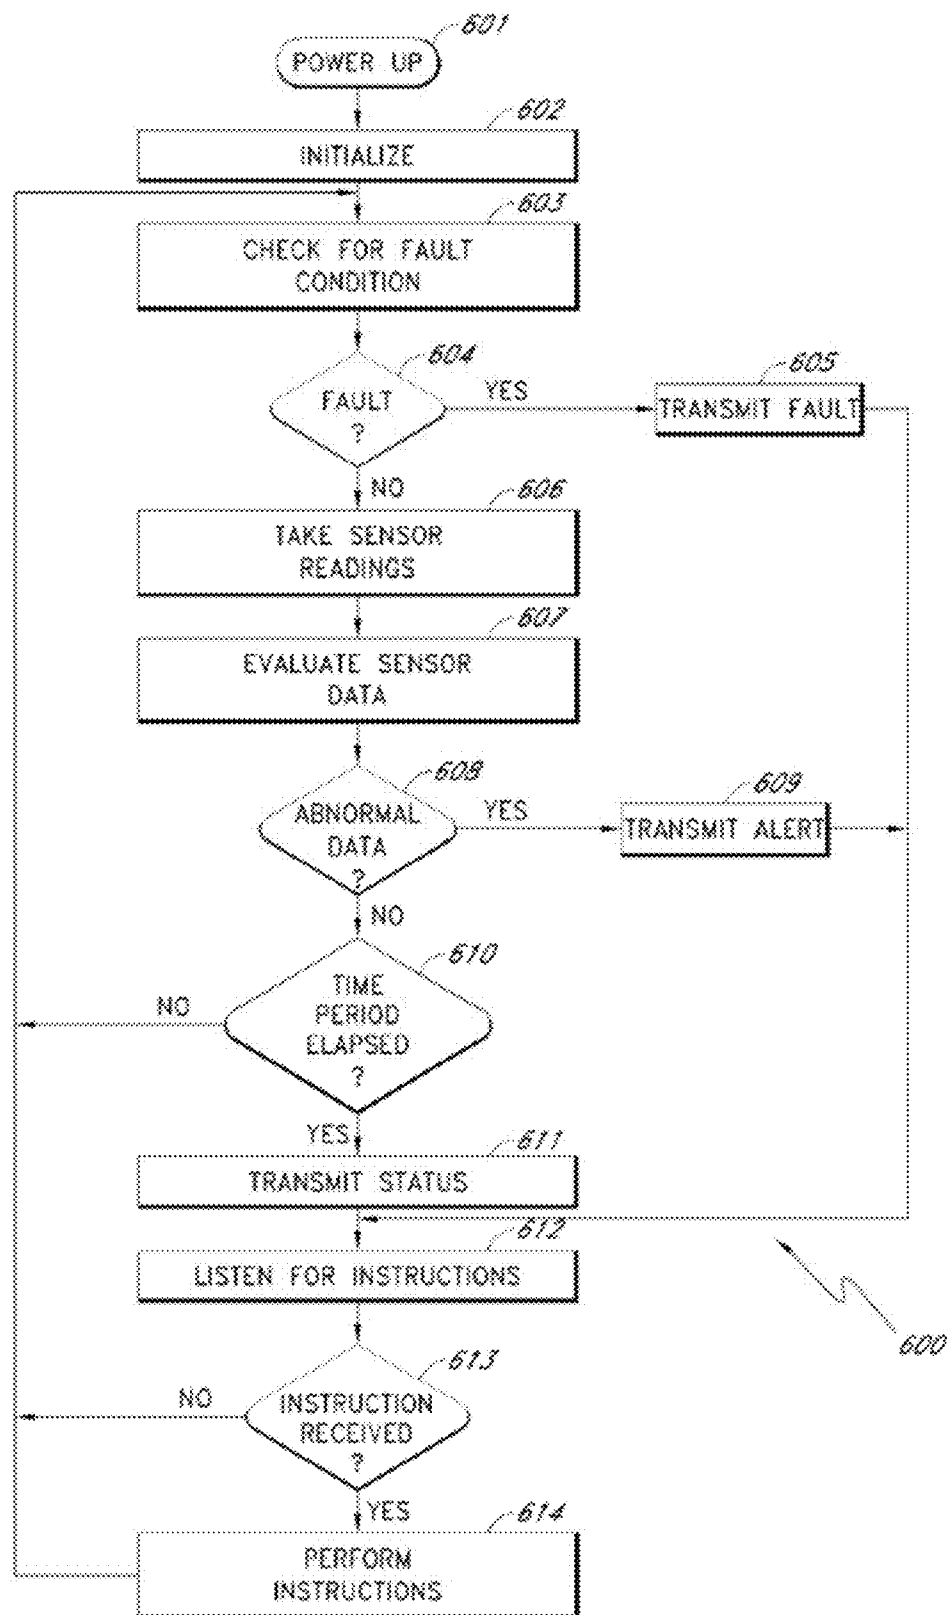 601
POWER UP
602
INITIALIZE
603
CHECK FOR FAULT
CONDITION
604
FAULT
?
YES
605
TRANSMIT FAULT
NO
606
TAKE SENSOR
READINGS
607
EVALUATE SENSOR
DATA
608
ABNORMAL
DATA
?
YES
609
TRANSMIT ALERT
NO
610
TIME
PERIOD
ELAPSED
?
NO
YES
611
TRANSMIT STATUS
612
LISTEN FOR INSTRUCTIONS
600
613
INSTRUCTION
RECEIVED
?
NO
YES
614
PERFORM
INSTRUCTIONS